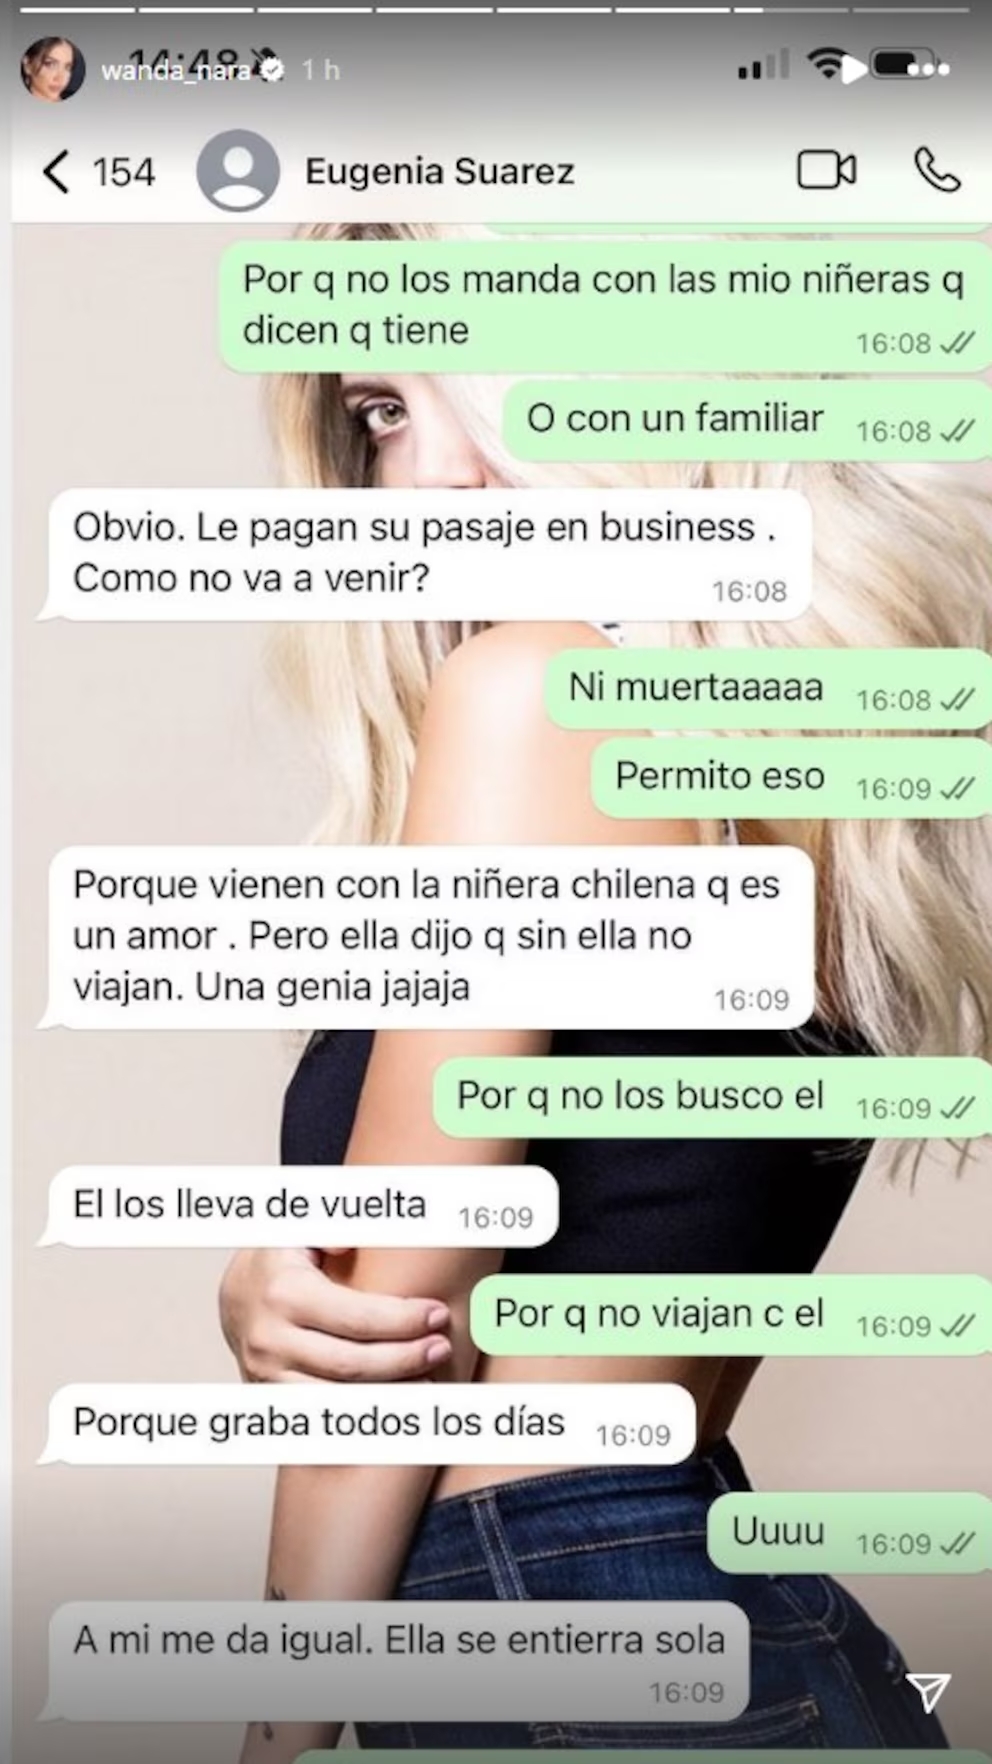 14:48
wanda_nara 1 h
154 Eugenia Suarez
Por q no los manda con las mio niñeras q
dicen q tiene
16:08
O con un familiar 16:08
Obvio. Le pagan su pasaje en business .
Como no va a venir?
16:08
Ni muertaaaaa 16:08
Permito eso 16:09
Porque vienen con la niñera chilena q es
un amor . Pero ella dijo q sin ella no
viajan. Una genia jajaja
16:09
Por q no los busco el 16:09
El los lleva de vuelta 16:09
Por q no viajan c el 16:09
Porque graba todos los días 16:09
Uuuu 16:09
A mi me da igual. Ella se entierra sola
16:09